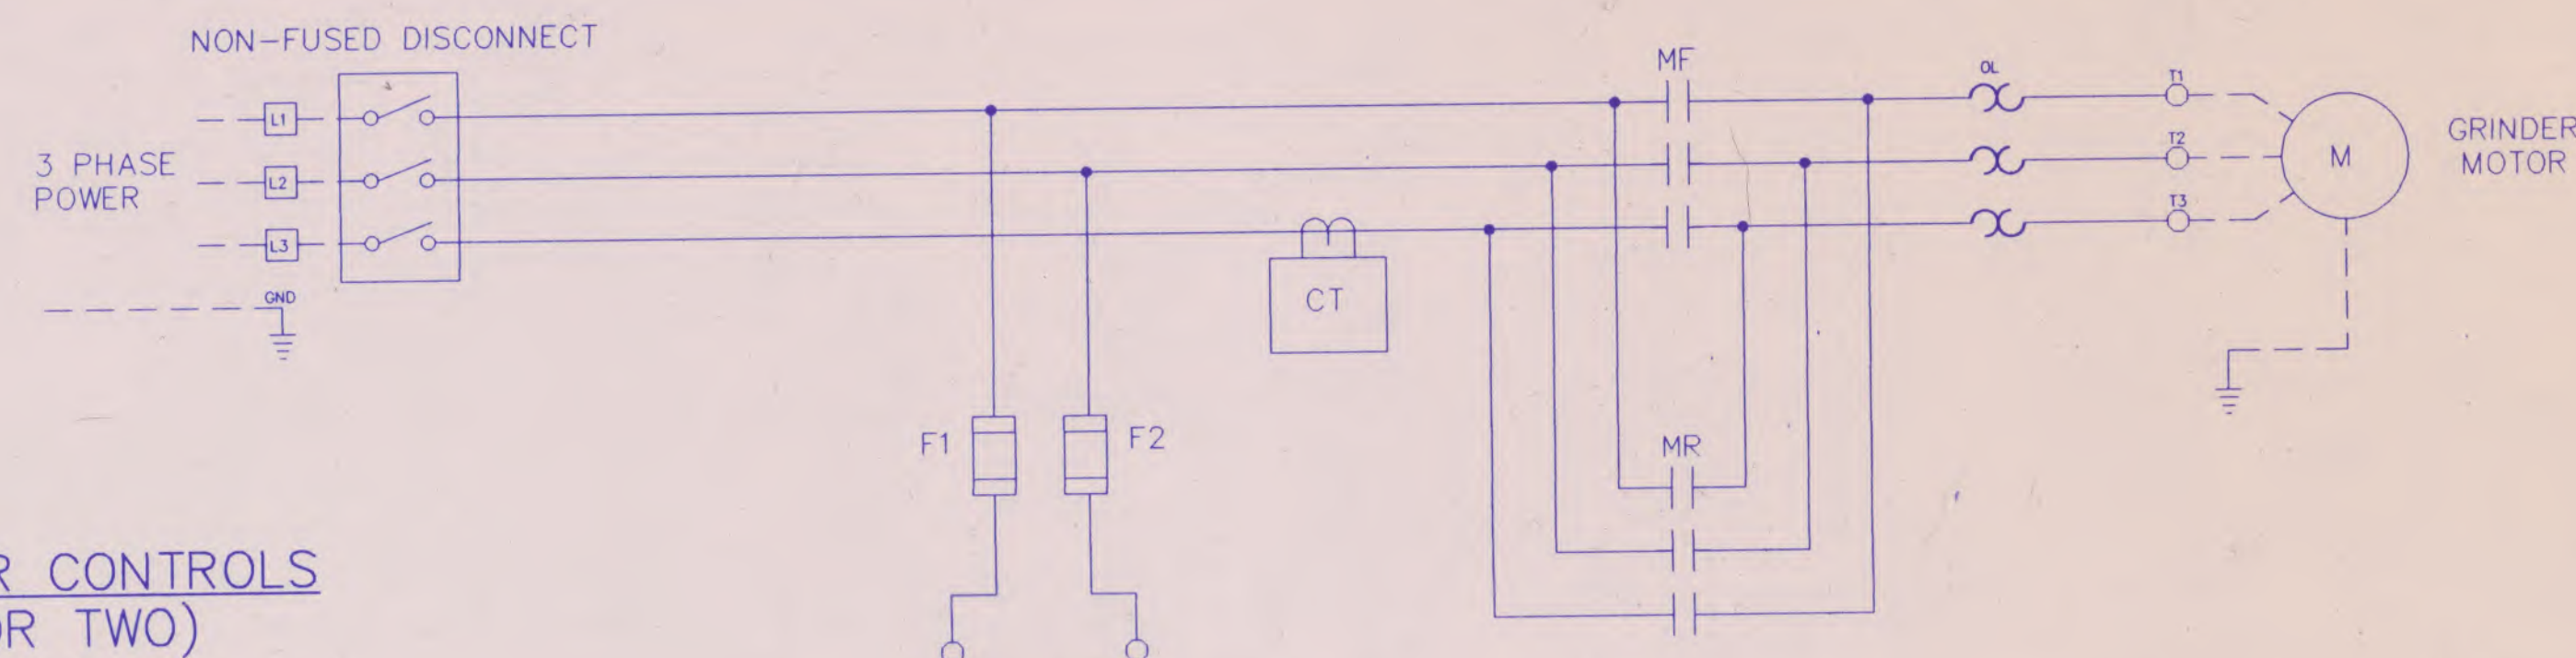 NON-FUSED DISCONNECT
MF
OL
T1
L1
3 PHASE
POWER
L2
T2
M
GRINDER
MOTOR
L3
T3
GND
CT
F1
F2
MR
R CONTROLS
OR TWO)